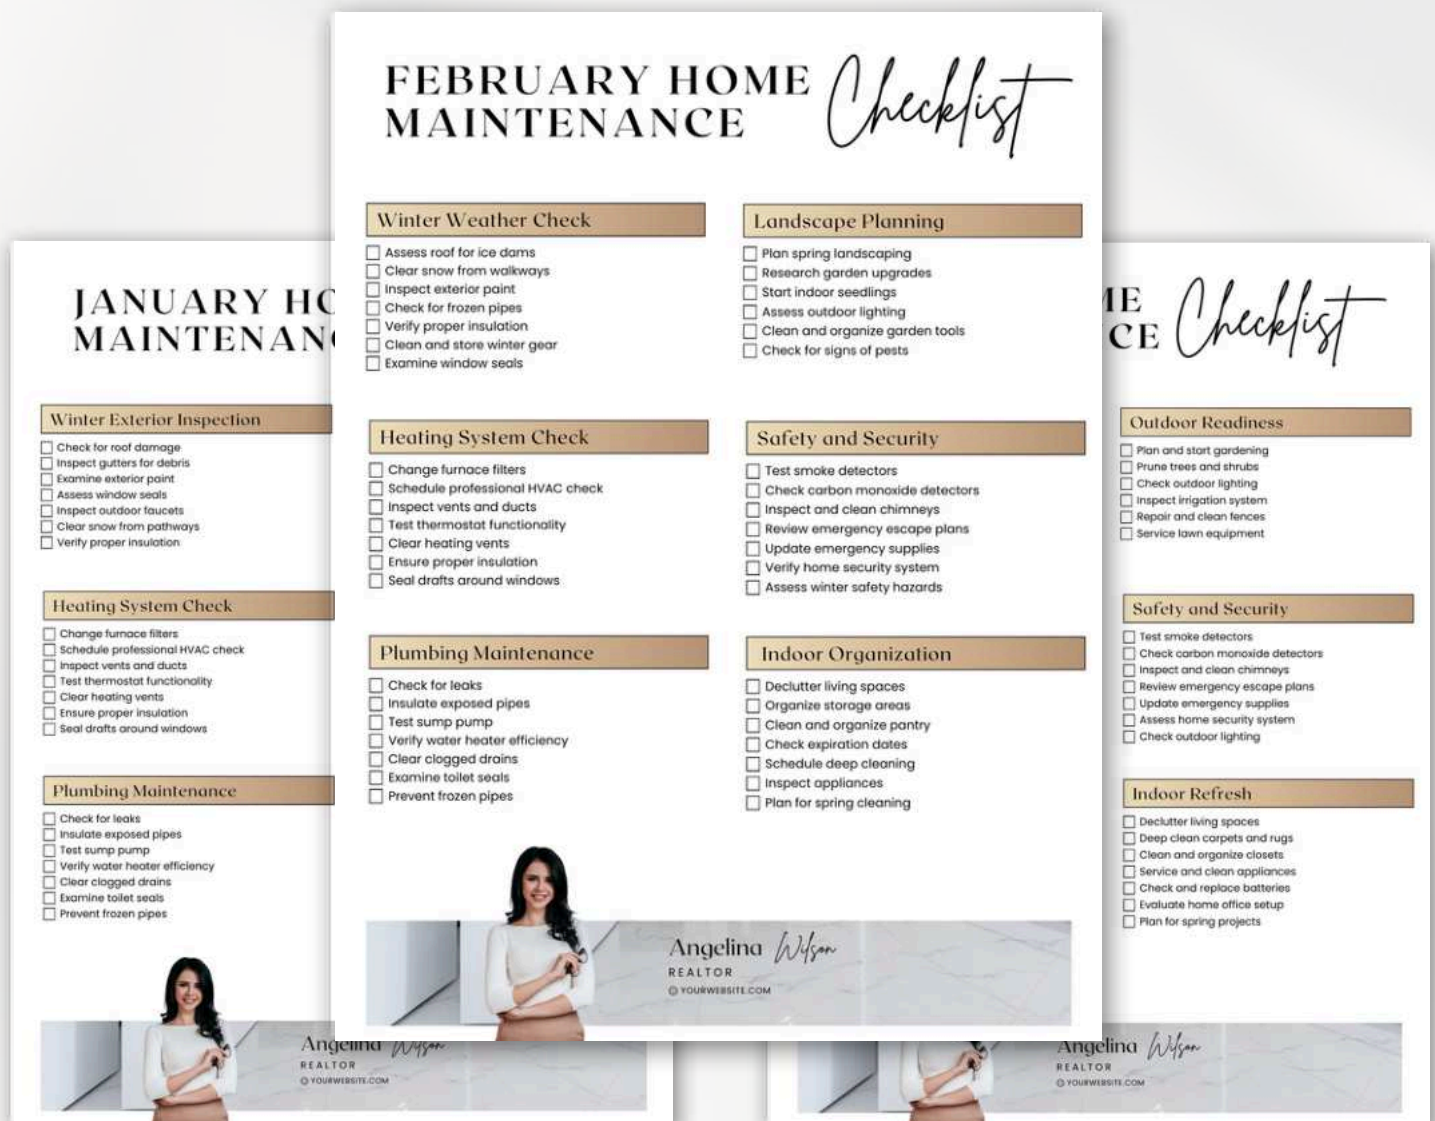 FEBRUARY HOME
MAINTENANCE
Checklist
Winter Weather Check
Assess roof for ice dams
Clear snow from walkways
Inspect exterior paint
Check for frozen pipes
Verify proper insulation
Clean and store winter gear
Examine window seals
Landscape Planning
Plan spring landscaping
Research garden upgrades
Start indoor seedlings
Assess outdoor lighting
Clean and organize garden tools
Check for signs of pests
Heating System Check
Change furnace filters
Schedule professional HVAC check
Inspect vents and ducts
Test thermostat functionality
Clear heating vents
Ensure proper insulation
Seal drafts around windows
Safety and Security
Test smoke detectors
Check carbon monoxide detectors
Inspect and clean chimneys
Review emergency escape plans
Update emergency supplies
Verify home security system
Assess winter safety hazards
Plumbing Maintenance
Check for leaks
Insulate exposed pipes
Test sump pump
Verify water heater efficiency
Clear clogged drains
Examine toilet seals
Prevent frozen pipes
Indoor Organization
Declutter living spaces
Organize storage areas
Clean and organize pantry
Check expiration dates
Schedule deep cleaning
Inspect appliances
Plan for spring cleaning
Angelina Wilson
REALTOR
YOURWEBSITE.COM
JANUARY HO
MAINTENAN
Winter Exterior Inspection
Check for roof damage
Inspect gutters for debris
Examine exterior paint
Assess window seals
Inspect outdoor faucets
Clear snow from pathways
Verify proper insulation
Heating System Check
Change furnace filters
Schedule professional HVAC check
Inspect vents and ducts
Test thermostat functionality
Clear heating vents
Ensure proper insulation
Seal drafts around windows
Plumbing Maintenance
Check for leaks
Insulate exposed pipes
Test sump pump
Verify water heater efficiency
Clear clogged drains
Examine toilet seals
Prevent frozen pipes
Angelina Wilson
REALTOR
YOURWEBSITE.COM
ME
CE
Checklist
Outdoor Readiness
Plan and start gardening
Prune trees and shrubs
Check outdoor lighting
Inspect irrigation system
Repair and clean fences
Service lawn equipment
Safety and Security
Test smoke detectors
Check carbon monoxide detectors
Inspect and clean chimneys
Review emergency escape plans
Update emergency supplies
Assess home security system
Check outdoor lighting
Indoor Refresh
Declutter living spaces
Deep clean carpets and rugs
Clean and organize closets
Service and clean appliances
Check and replace batteries
Evaluate home office setup
Plan for spring projects
Angelina Wilson
REALTOR
YOURWEBSITE.COM